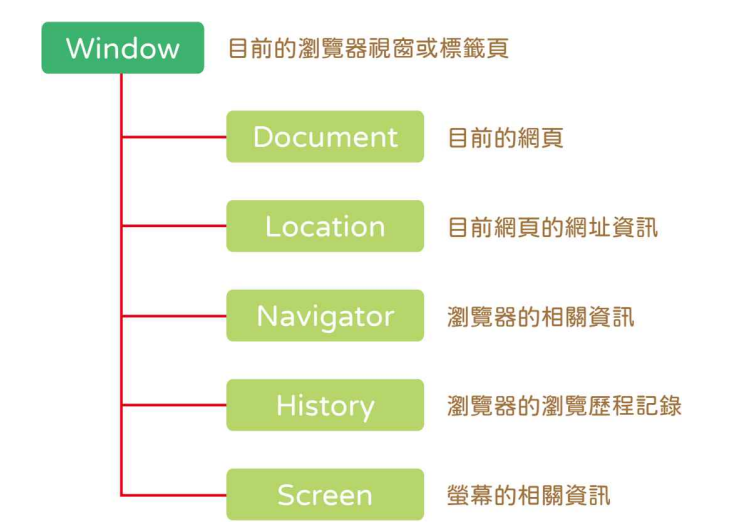 Window 目前的瀏覽器視窗或標籤頁
Document 目前的網頁
Location 目前網頁的網址資訊
Navigator 瀏覽器的相關資訊
History 瀏覽器的瀏覽歷程記錄
Screen 螢幕的相關資訊